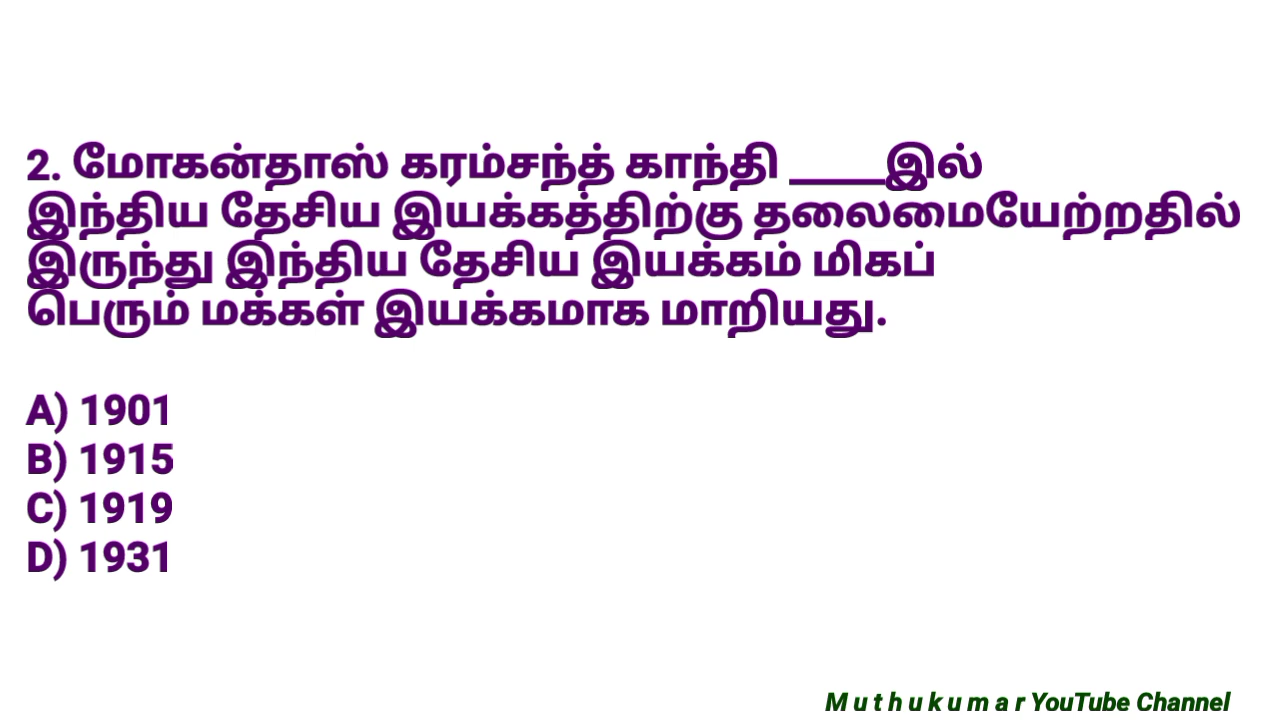 2. மோகன்தாஸ் கரம்சந்த் காந்தி _____இல்
இந்திய தேசிய இயக்கத்திற்கு தலைமையேற்றதில்
இருந்து இந்திய தேசிய இயக்கம் மிகப்
பெரும் மக்கள் இயக்கமாக மாறியது.
A) 1901
B) 1915
C) 1919
D) 1931
M u t h u k u m a r YouTube Channel